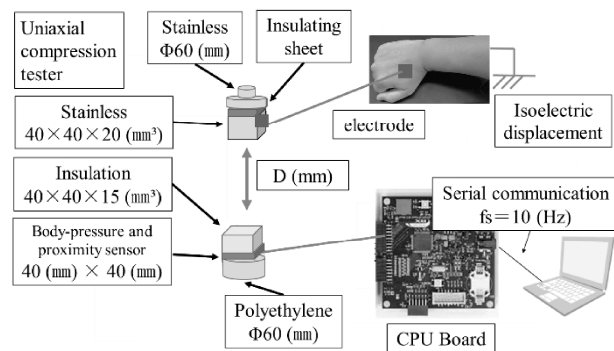 Uniaxial
compression
tester
Stainless
Φ60 (mm)
Insulating
sheet
Stainless
40×40×20 (mm³)
electrode
Isoelectric
displacement
Insulation
40×40×15 (mm³)
D (mm)
Serial communication
fs＝10 (Hz)
Body-pressure and
proximity sensor
40 (mm) × 40 (mm)
Polyethylene
Φ60 (mm)
CPU Board